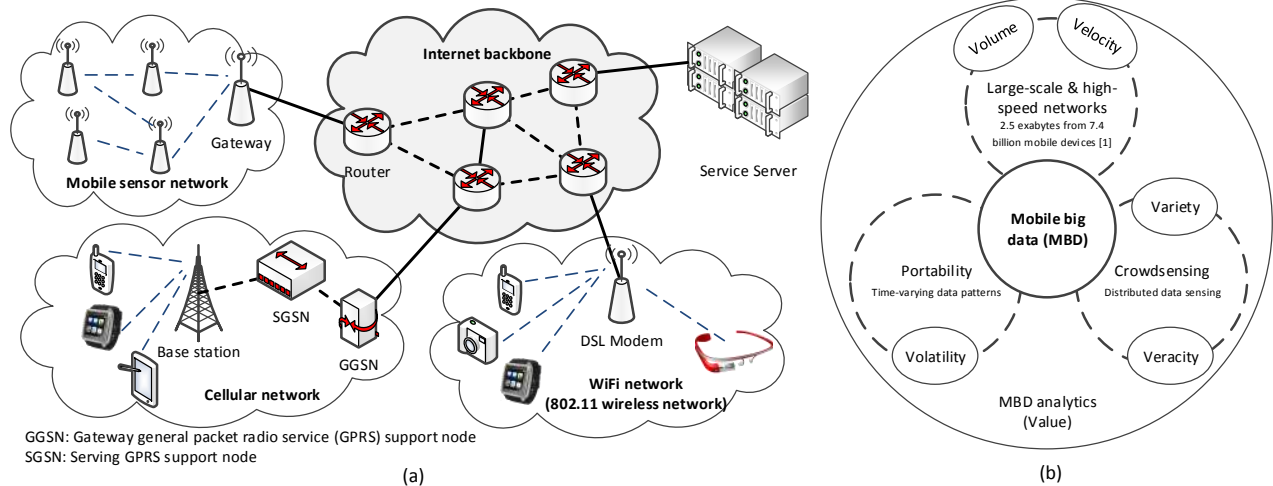 Internet backbone
Gateway
Mobile sensor network
Router
Service Server
SGSN
Base station
GGSN
Cellular network
DSL Modem
WiFi network
(802.11 wireless network)
GGSN: Gateway general packet radio service (GPRS) support node
SGSN: Serving GPRS support node
(a)
Volume
Velocity
Large-scale & high-
speed networks
2.5 exabytes from 7.4
billion mobile devices [1]
Mobile big
data (MBD)
Variety
Portability
Time-varying data patterns
Crowdsensing
Distributed data sensing
Volatility
Veracity
MBD analytics
(Value)
(b)